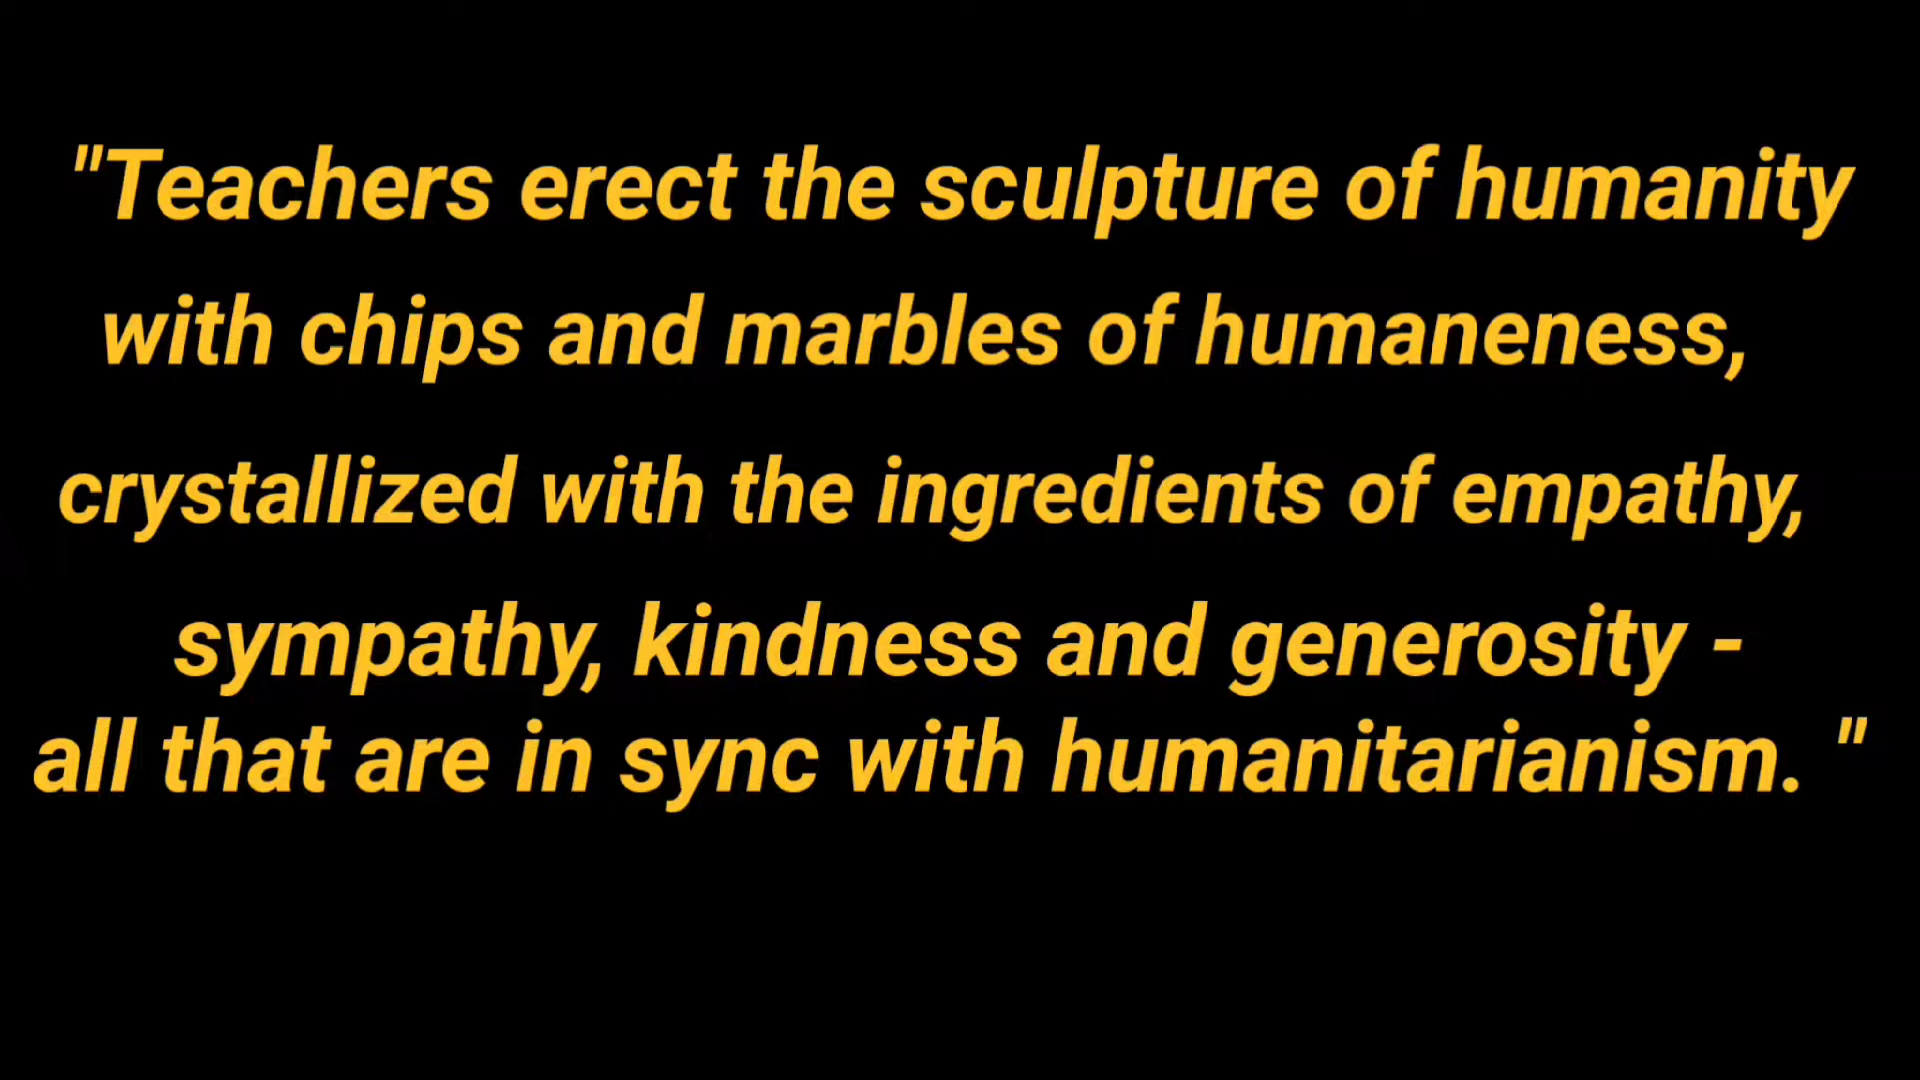 "Teachers erect the sculpture of humanity
with chips and marbles of humaneness,
crystallized with the ingredients of empathy,
sympathy, kindness and generosity -
all that are in sync with humanitarianism. "